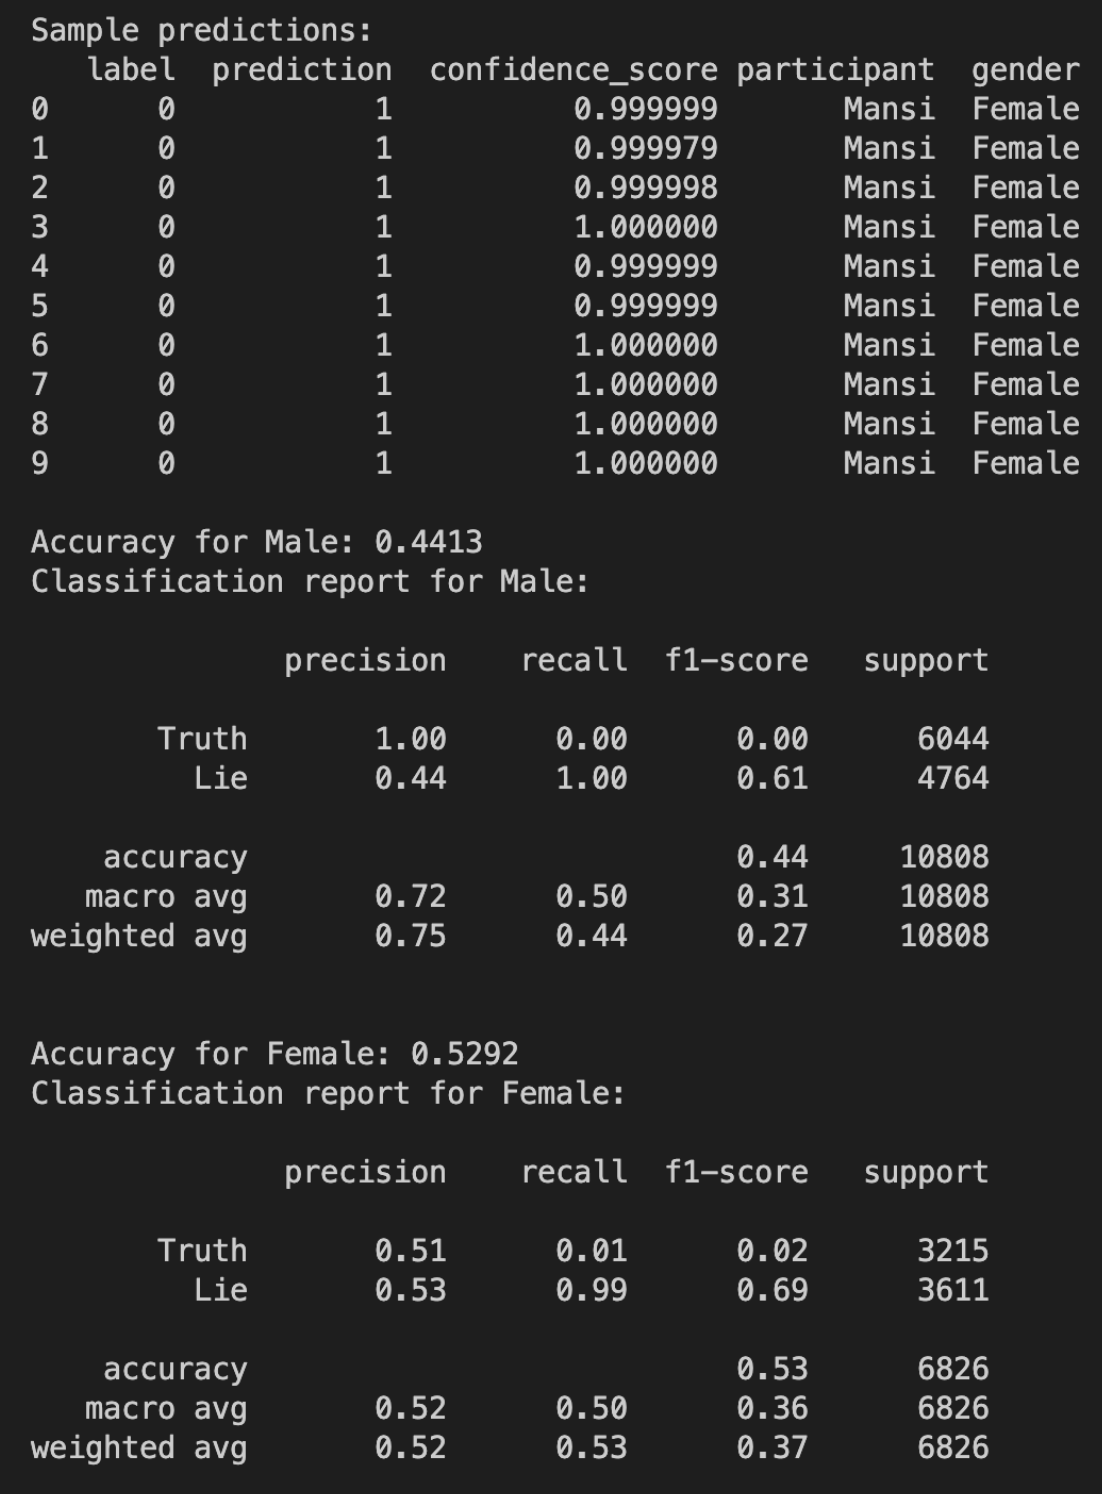 Sample predictions:
label prediction confidence_score participant gender
0 0 1 0.999999 Mansi Female
1 0 1 0.999979 Mansi Female
2 0 1 0.999998 Mansi Female
3 0 1 1.000000 Mansi Female
4 0 1 0.999999 Mansi Female
5 0 1 0.999999 Mansi Female
6 0 1 1.000000 Mansi Female
7 0 1 1.000000 Mansi Female
8 0 1 1.000000 Mansi Female
9 0 1 1.000000 Mansi Female
Accuracy for Male: 0.4413
Classification report for Male:
precision recall f1-score support
Truth 1.00 0.00 0.00 6044
Lie 0.44 1.00 0.61 4764
accuracy 0.44 10808
macro avg 0.72 0.50 0.31 10808
weighted avg 0.75 0.44 0.27 10808
Accuracy for Female: 0.5292
Classification report for Female:
precision recall f1-score support
Truth 0.51 0.01 0.02 3215
Lie 0.53 0.99 0.69 3611
accuracy 0.53 6826
macro avg 0.52 0.50 0.36 6826
weighted avg 0.52 0.53 0.37 6826